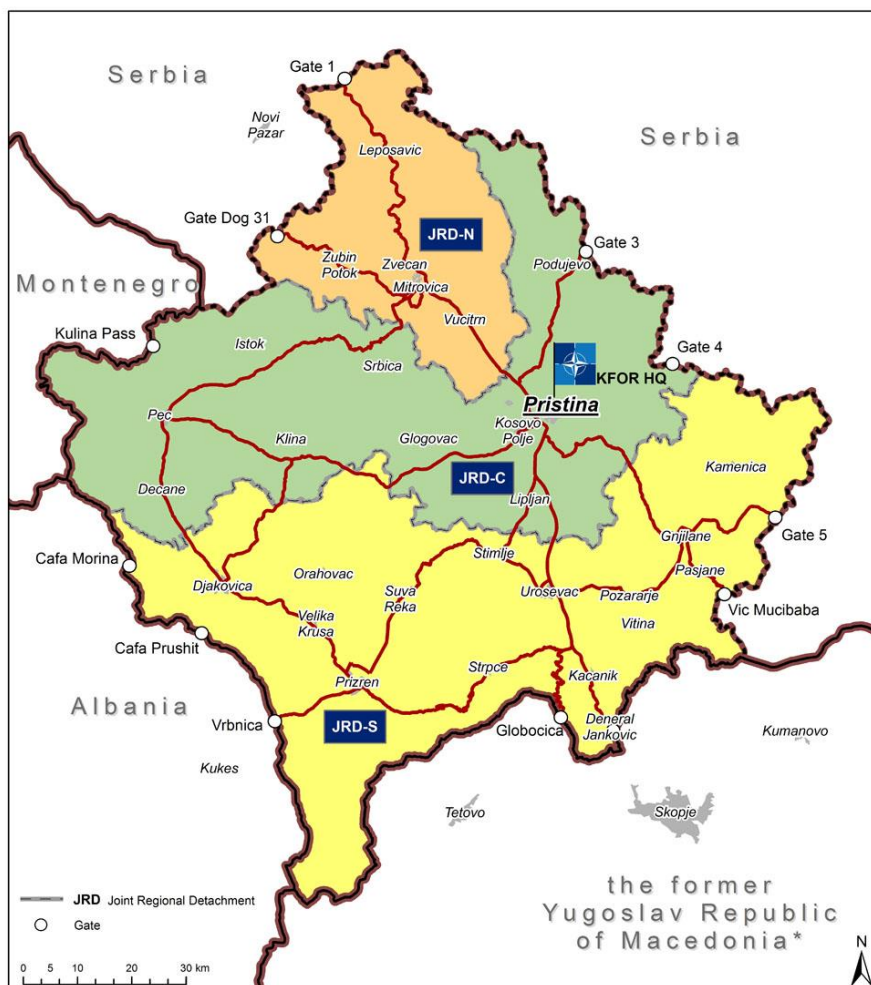 Serbia
Gate 1
Novi
Pazar
Serbia
Leposavic
Gate Dog 31
JRD-N
Gate 3
Zubin
Potok
Zvecan
Podujevo
Montenegro
Mitrovica
Vucitrn
Kulina Pass
Istok
Srbica
Gate 4
KFOR HQ
Pristina
Pec
Kosovo
Polje
Klina
Glogovac
Kamenica
JRD-C
Decane
Lipljan
Gnjilane
Gate 5
Cafa Morina
Stimlje
Djakovica
Orahovac
Suva
Reka
Urosevac
Pozararje
Pasjane
Vic Mucibaba
Velika
Krusa
Vitina
Cafa Prushit
Strpce
Kacanik
Prizren
Albania
Vrbnica
JRD-S
Globocica
Deneral
Jankovic
Kumanovo
Kukes
Tetovo
Skopje
the former
Yugoslav Republic
of Macedonia*
JRD Joint Regional Detachment
Gate
0 5 10 20 30 km
N